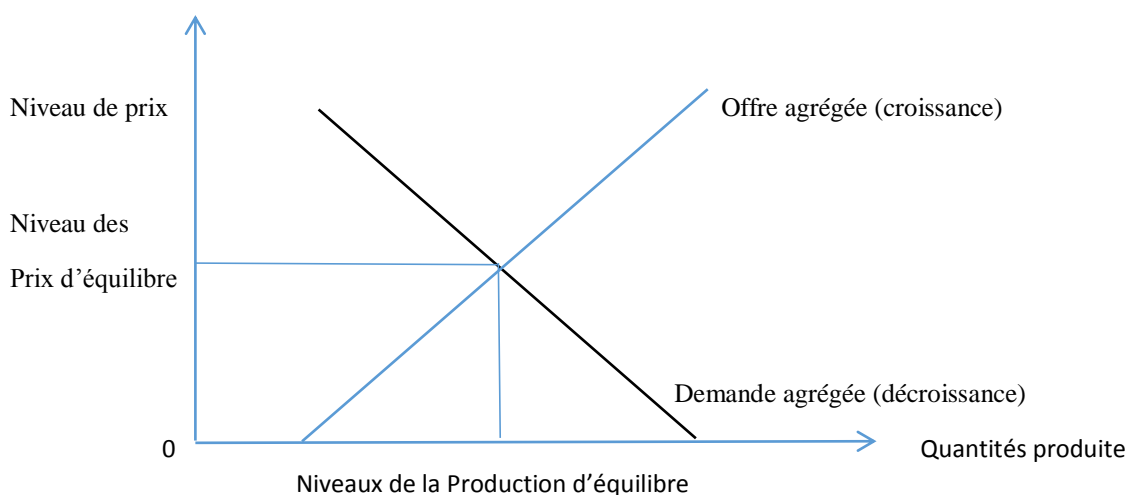 Niveau de prix
Offre agrégée (croissance)
Niveau des
Prix d’équilibre
Demande agrégée (décroissance)
0
Quantités produite
Niveaux de la Production d’équilibre